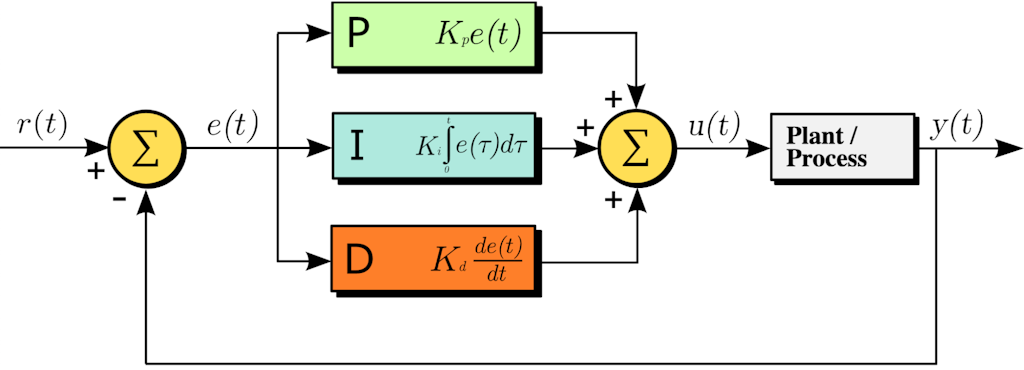 r(t)
+
-
Σ
e(t)
P K_p e(t)
I K_i ∫_0^t e(τ)dτ
D K_d de(t)/dt
+
+
+
Σ
u(t)
Plant /
Process
y(t)